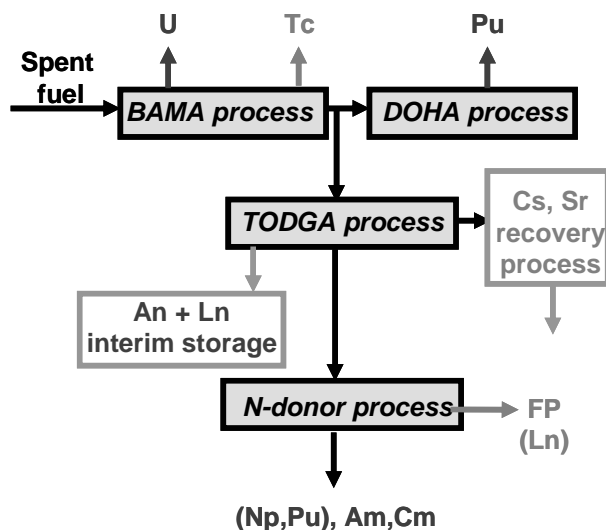 U
Tc
Pu
Spent
fuel
BAMA process
DOHA process
TODGA process
Cs, Sr
recovery
process
An + Ln
interim storage
N-donor process
FP
(Ln)
(Np,Pu), Am,Cm